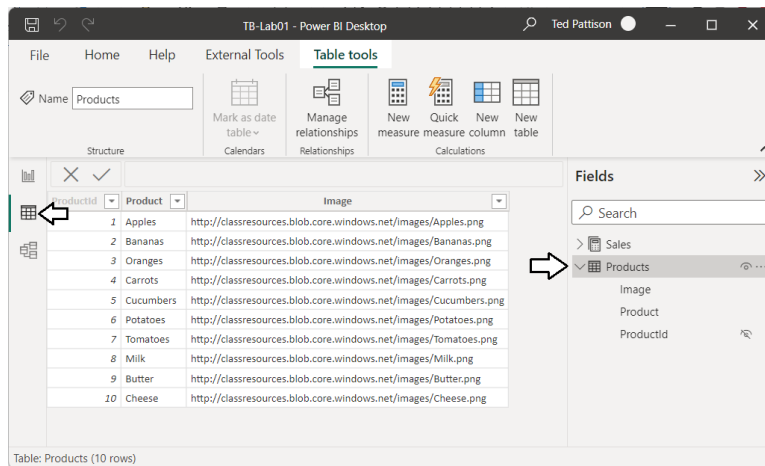 TB-Lab01 - Power BI Desktop
Ted Pattison
File Home Help External Tools Table tools
Name Products
Mark as date table
Manage relationships
New measure
Quick measure
New column
New table
Structure Calendars Relationships Calculations
ProductId Product Image
1 Apples http://classresources.blob.core.windows.net/images/Apples.png
2 Bananas http://classresources.blob.core.windows.net/images/Bananas.png
3 Oranges http://classresources.blob.core.windows.net/images/Oranges.png
4 Carrots http://classresources.blob.core.windows.net/images/Carrots.png
5 Cucumbers http://classresources.blob.core.windows.net/images/Cucumbers.png
6 Potatoes http://classresources.blob.core.windows.net/images/Potatoes.png
7 Tomatoes http://classresources.blob.core.windows.net/images/Tomatoes.png
8 Milk http://classresources.blob.core.windows.net/images/Milk.png
9 Butter http://classresources.blob.core.windows.net/images/Butter.png
10 Cheese http://classresources.blob.core.windows.net/images/Cheese.png
Fields
Search
Sales
Products
Image
Product
ProductId
Table: Products (10 rows)